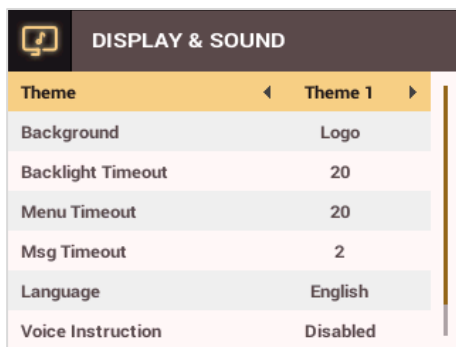 DISPLAY & SOUND
Theme Theme 1
Background Logo
Backlight Timeout 20
Menu Timeout 20
Msg Timeout 2
Language English
Voice Instruction Disabled